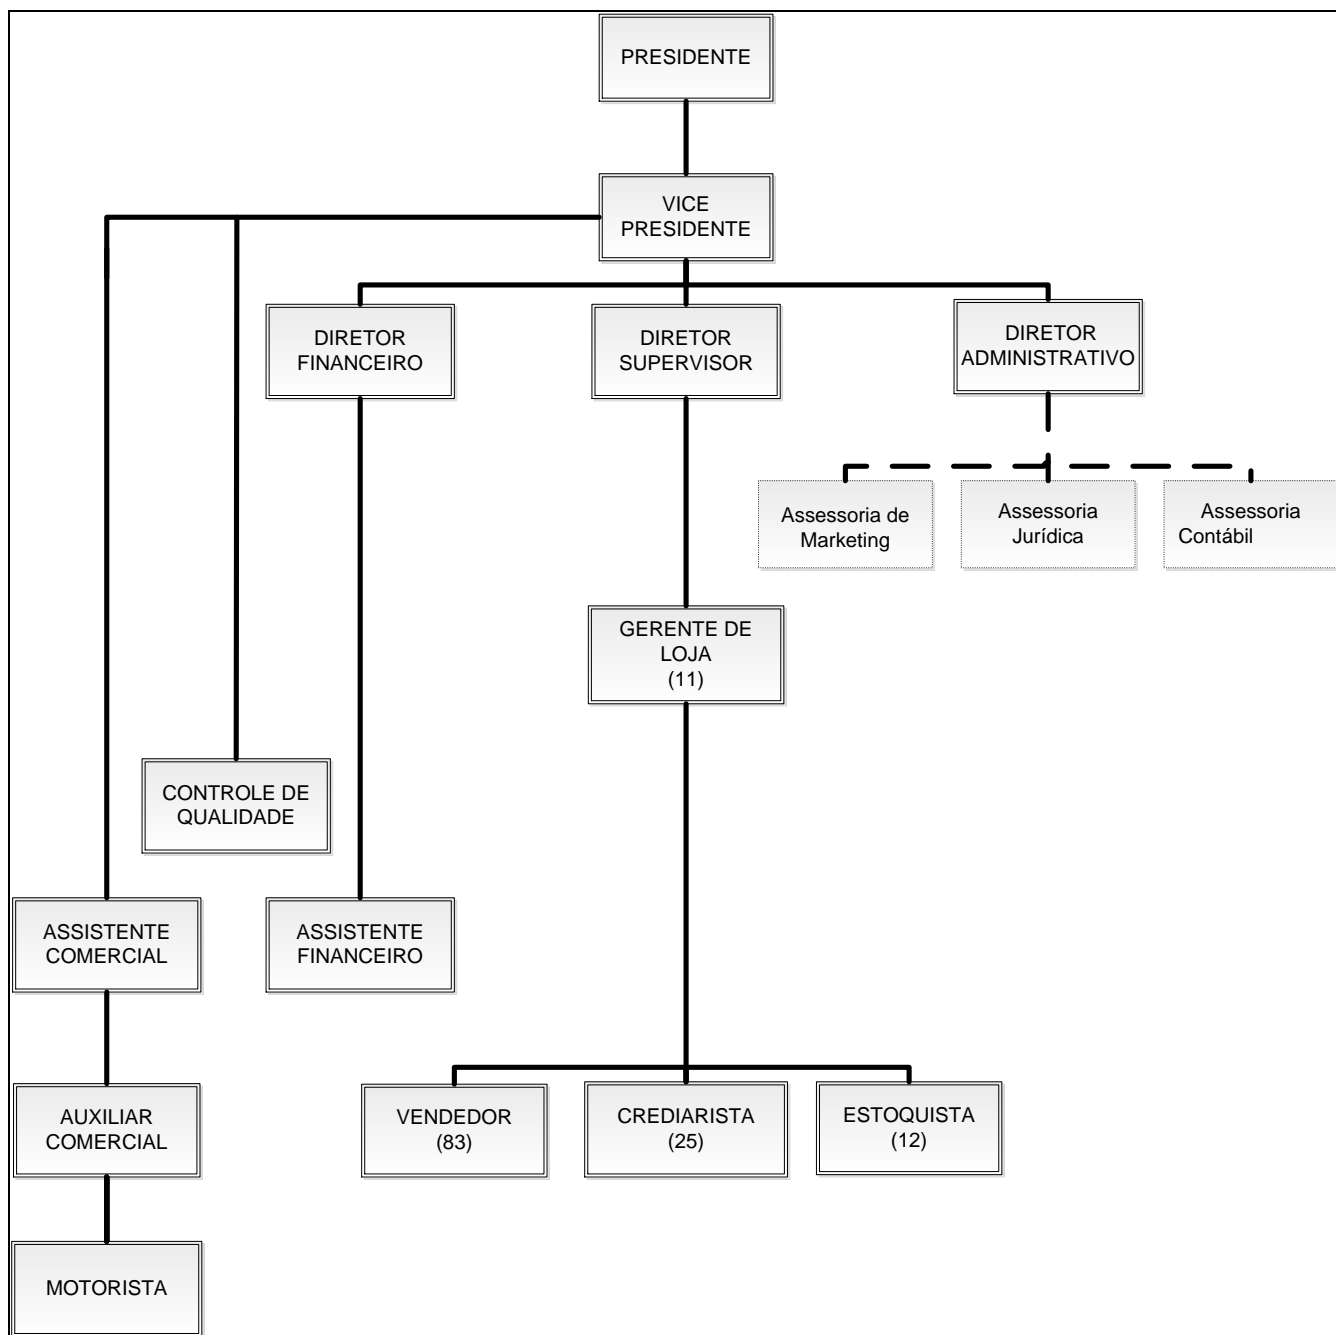 PRESIDENTE
VICE
PRESIDENTE
DIRETOR
FINANCEIRO
DIRETOR
SUPERVISOR
DIRETOR
ADMINISTRATIVO
Assessoria de
Marketing
Assessoria
Jurídica
Assessoria
Contábil
GERENTE DE
LOJA
(11)
CONTROLE DE
QUALIDADE
ASSISTENTE
COMERCIAL
ASSISTENTE
FINANCEIRO
AUXILIAR
COMERCIAL
VENDEDOR
(83)
CREDIARISTA
(25)
ESTOQUISTA
(12)
MOTORISTA